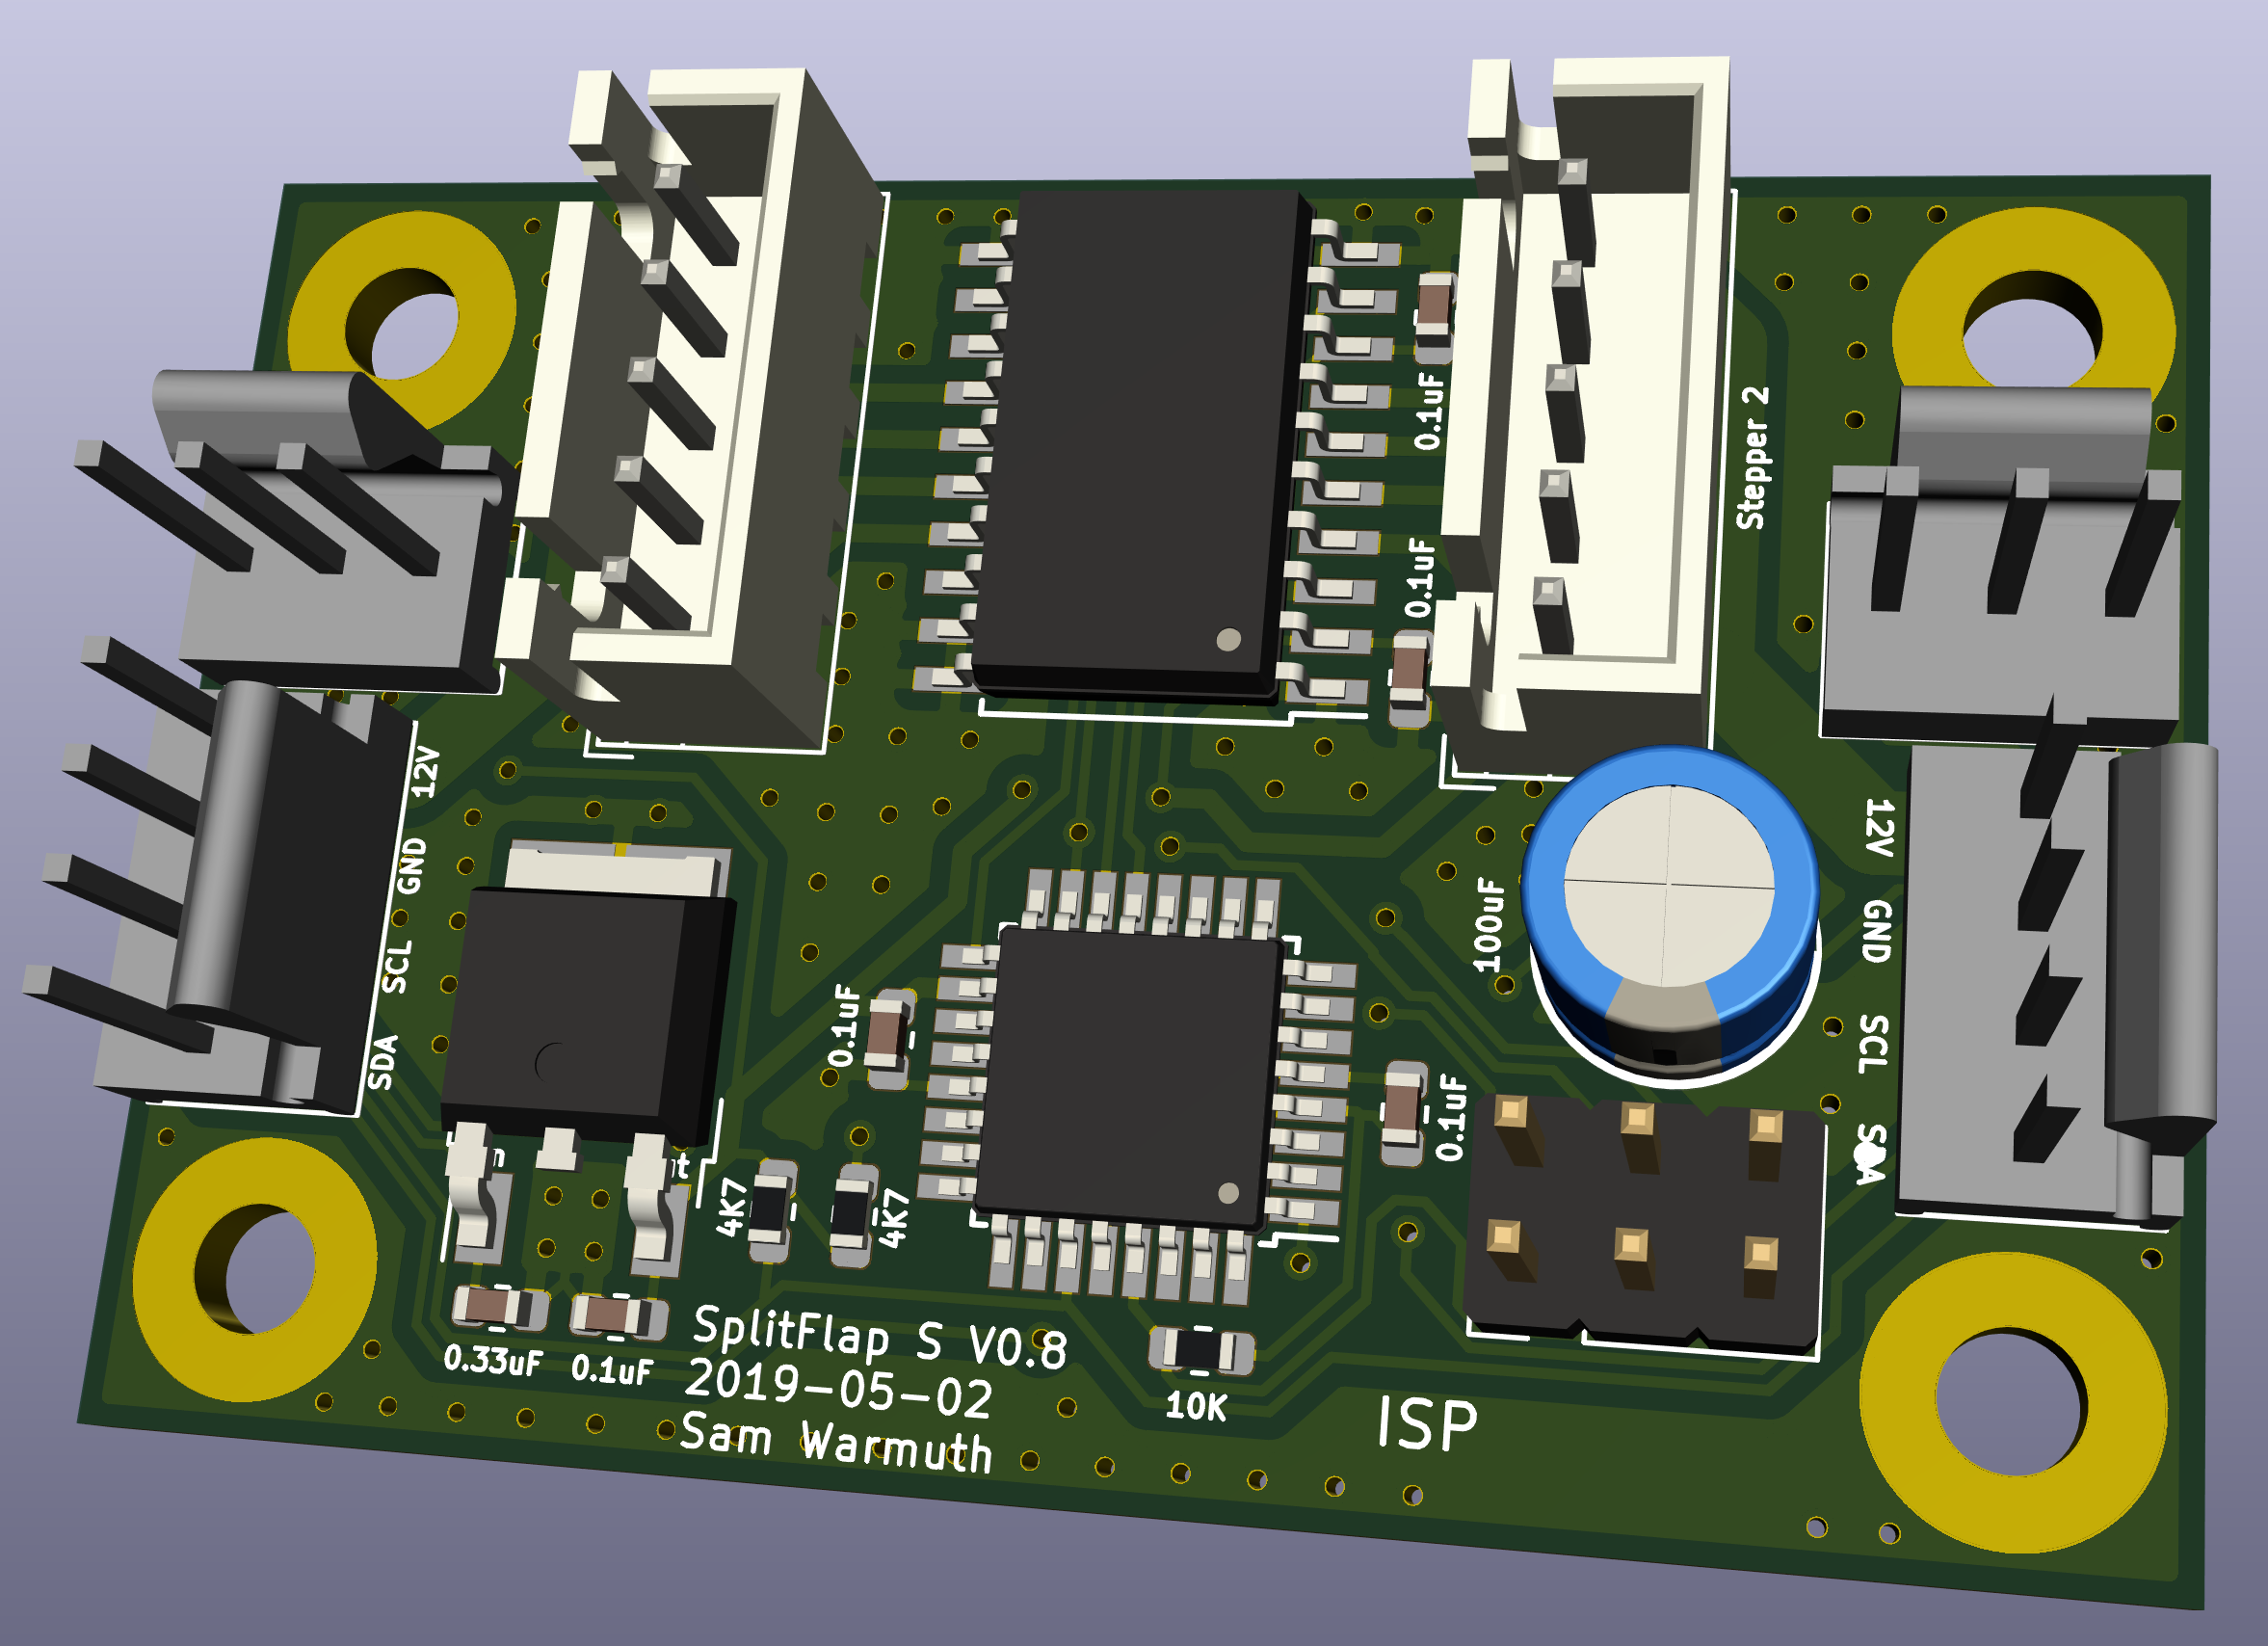 Stepper 2
0.1uF
0.1uF
12V
GND
SCL
SDA
100uF
12V
GND
SCL
0.1uF
0.1uF
4K7
4K7
0.33uF
0.1uF
SplitFlap S V0.8
2019-05-02
Sam Warmuth
10K
ISP